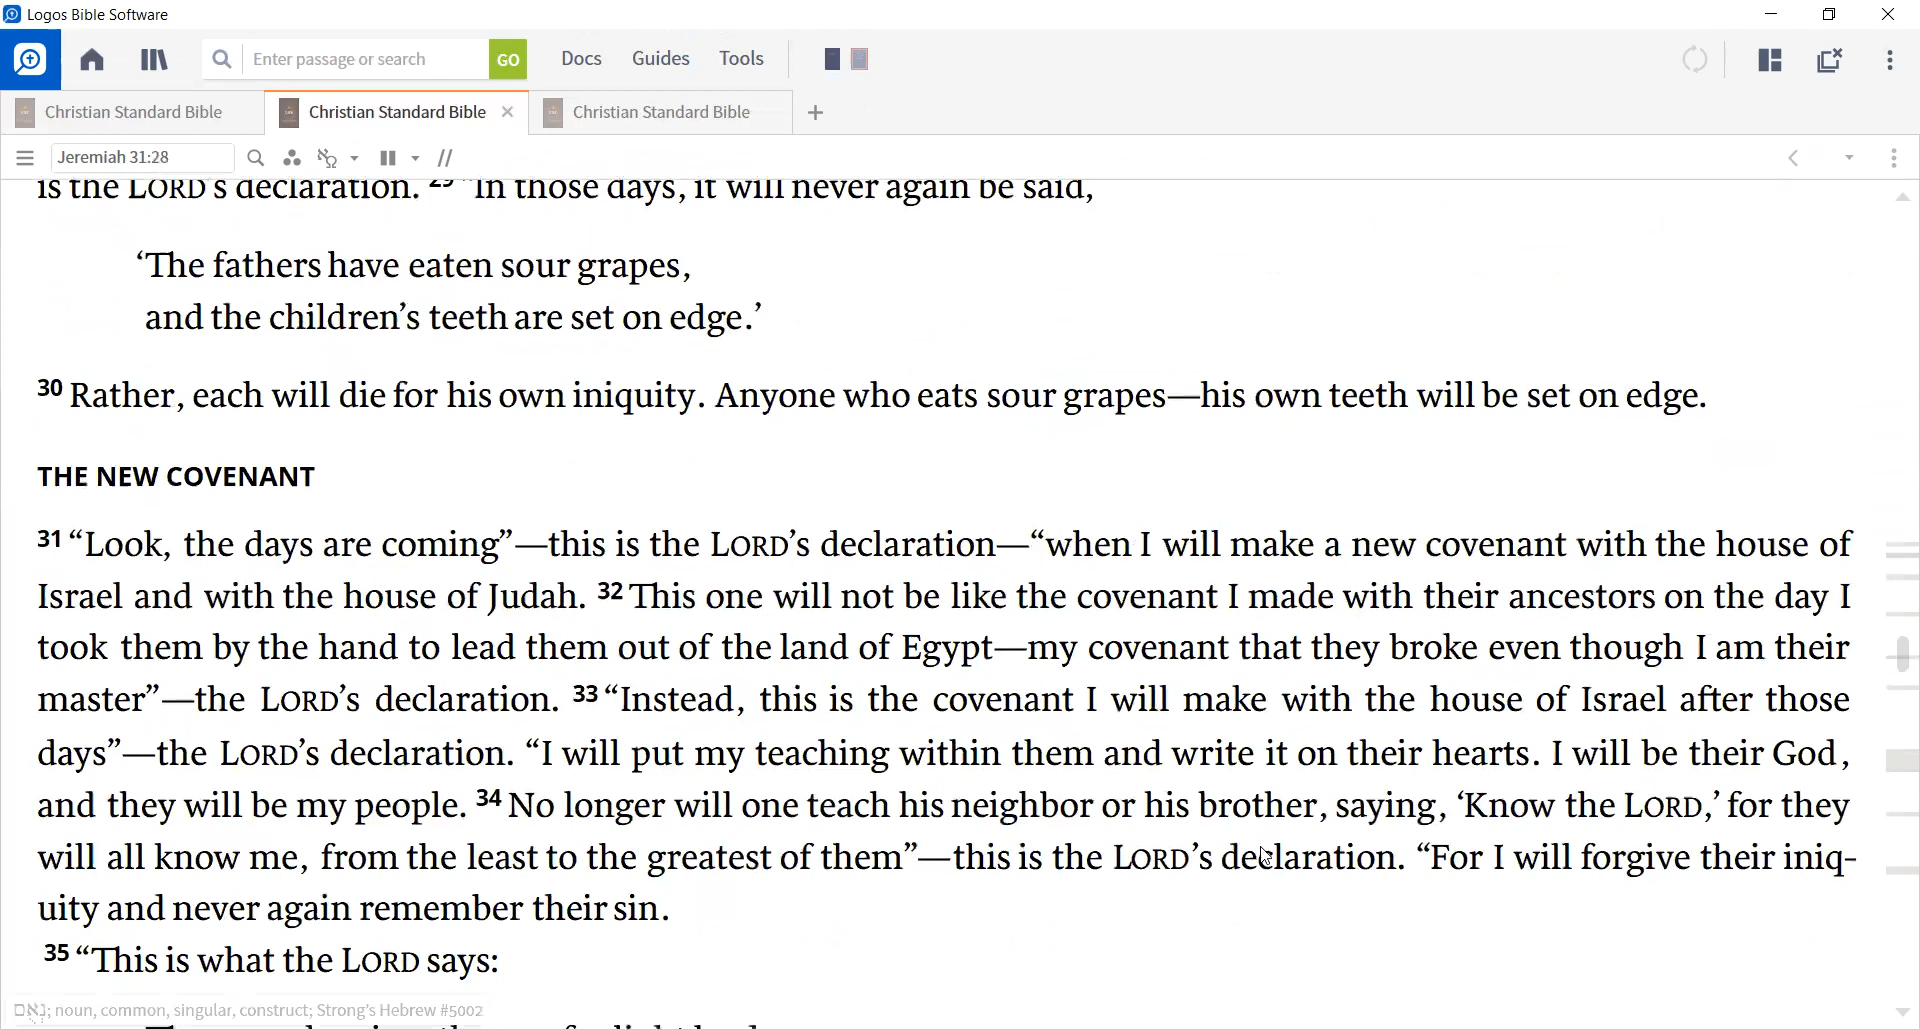 Logos Bible Software
Enter passage or search
GO
Docs
Guides
Tools
Christian Standard Bible
Christian Standard Bible
Christian Standard Bible
Jeremiah 31:28
is the LORD’s declaration. 29 “In those days, it will never again be said,
‘The fathers have eaten sour grapes,
and the children’s teeth are set on edge.’
30 Rather, each will die for his own iniquity. Anyone who eats sour grapes—his own teeth will be set on edge.
THE NEW COVENANT
31 “Look, the days are coming”—this is the LORD’s declaration—“when I will make a new covenant with the house of
Israel and with the house of Judah. 32 This one will not be like the covenant I made with their ancestors on the day I
took them by the hand to lead them out of the land of Egypt—my covenant that they broke even though I am their
master”—the LORD’s declaration. 33 “Instead, this is the covenant I will make with the house of Israel after those
days”—the LORD’s declaration. “I will put my teaching within them and write it on their hearts. I will be their God,
and they will be my people. 34 No longer will one teach his neighbor or his brother, saying, ‘Know the LORD,’ for they
will all know me, from the least to the greatest of them”—this is the LORD’s declaration. “For I will forgive their iniq-
uity and never again remember their sin.
35 “This is what the LORD says:
נְאֻם; noun, common, singular, construct; Strong’s Hebrew #5002